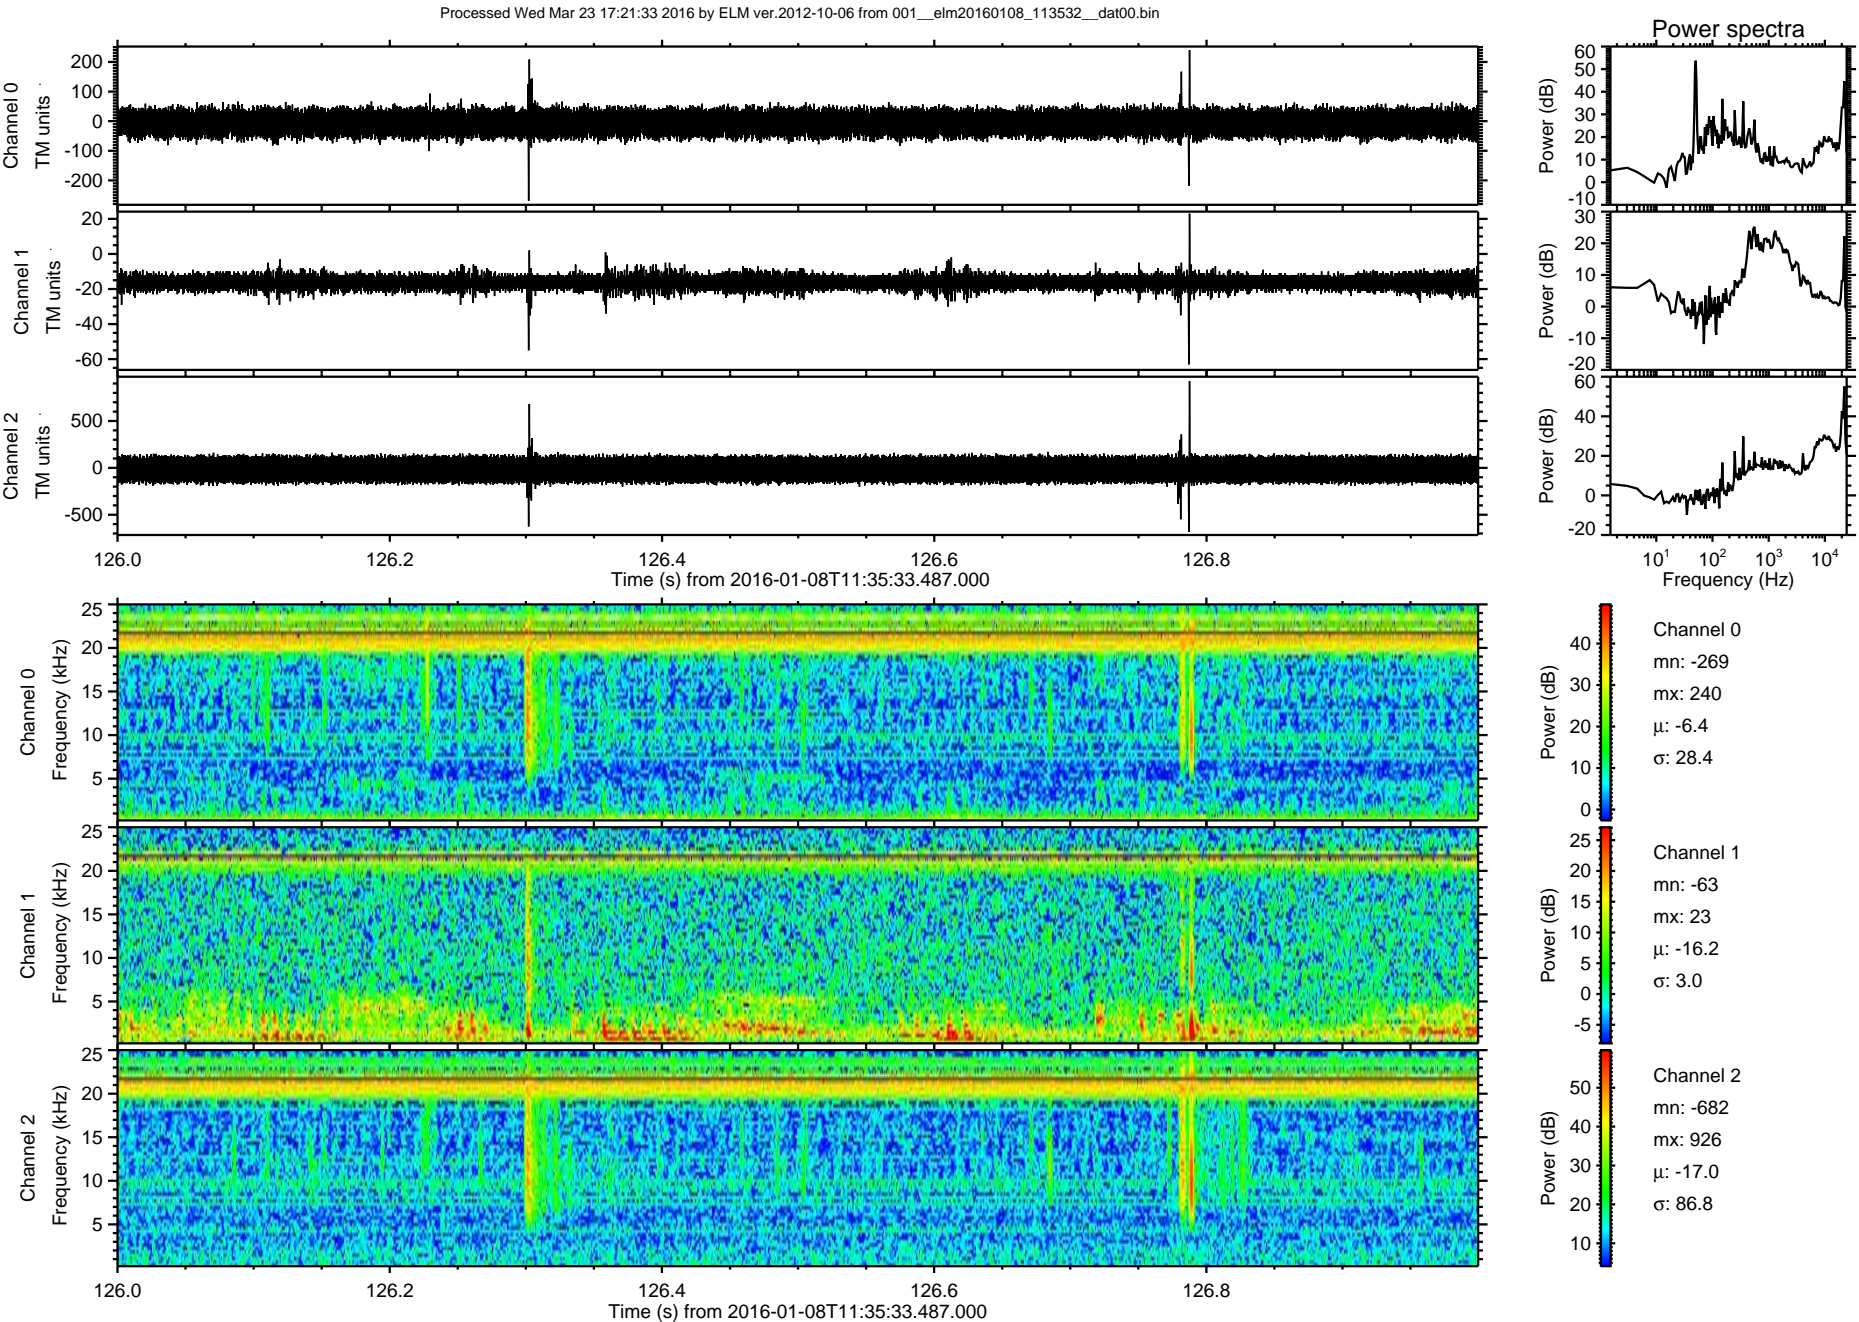 Processed Wed Mar 23 17:21:33 2016 by ELM ver.2012-10-06 from 001__elm20160108_113532__dat00.bin
Power spectra
Channel 0
TM units
200
100
0
-100
-200
Power (dB)
60
50
40
30
20
10
0
-10
Channel 1
TM units
20
0
-20
-40
-60
Power (dB)
30
20
10
0
-10
-20
Channel 2
TM units
500
0
-500
Power (dB)
60
40
20
0
-20
126.0 126.2 126.4 126.6 126.8
Time (s) from 2016-01-08T11:35:33.487.000
10¹ 10² 10³ 10⁴
Frequency (Hz)
Channel 0
Frequency (kHz)
25
20
15
10
5
Power (dB)
40
30
20
10
0
Channel 0
mn: -269
mx: 240
μ: -6.4
σ: 28.4
Channel 1
Frequency (kHz)
25
20
15
10
5
Power (dB)
25
20
15
10
5
0
-5
Channel 1
mn: -63
mx: 23
μ: -16.2
σ: 3.0
Channel 2
Frequency (kHz)
25
20
15
10
5
Power (dB)
50
40
30
20
10
Channel 2
mn: -682
mx: 926
μ: -17.0
σ: 86.8
126.0 126.2 126.4 126.6 126.8
Time (s) from 2016-01-08T11:35:33.487.000